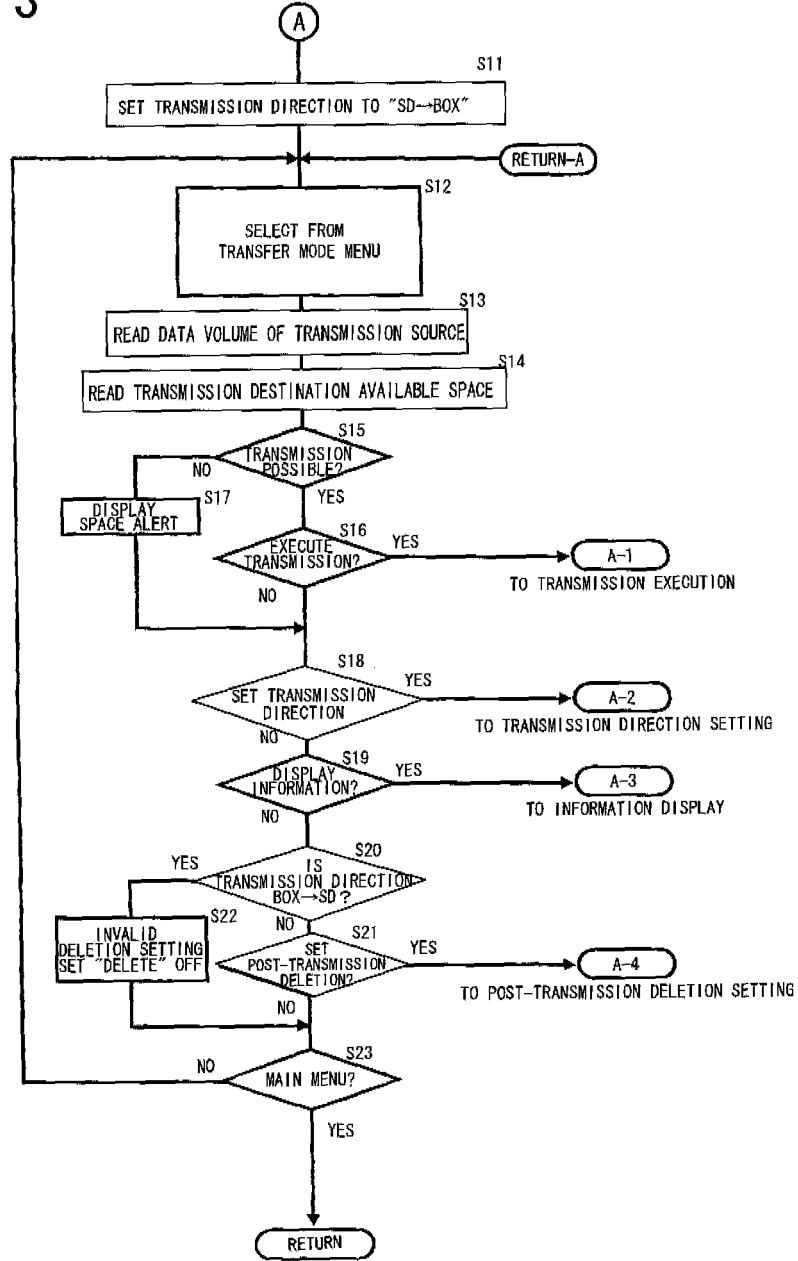 3
A
S11
SET TRANSMISSION DIRECTION TO "SD→BOX"
RETURN-A
S12
SELECT FROM
TRANSFER MODE MENU
S13
READ DATA VOLUME OF TRANSMISSION SOURCE
S14
READ TRANSMISSION DESTINATION AVAILABLE SPACE
S15
TRANSMISSION
POSSIBLE?
NO
YES
S17
DISPLAY
SPACE ALERT
S16
EXECUTE
TRANSMISSION?
YES
A-1
TO TRANSMISSION EXECUTION
NO
S18
SET TRANSMISSION
DIRECTION
YES
A-2
TO TRANSMISSION DIRECTION SETTING
NO
S19
DISPLAY
INFORMATION?
YES
A-3
TO INFORMATION DISPLAY
NO
S20
IS
TRANSMISSION DIRECTION
BOX→SD?
YES
NO
S22
INVALID
DELETION SETTING
SET "DELETE" OFF
S21
SET
POST-TRANSMISSION
DELETION?
YES
A-4
TO POST-TRANSMISSION DELETION SETTING
NO
S23
MAIN MENU?
NO
YES
RETURN